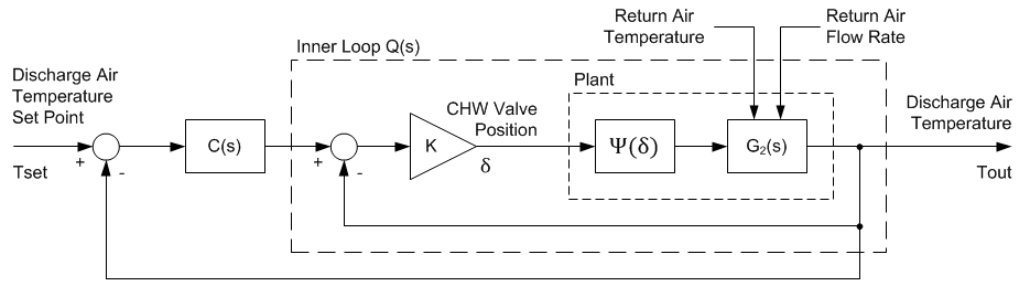 Return Air
Temperature
Return Air
Flow Rate
Inner Loop Q(s)
Discharge Air
Temperature
Set Point
Plant
CHW Valve
Position
Discharge Air
Temperature
C(s)
K
Ψ(δ)
G₂(s)
+
-
+
-
δ
Tset
Tout